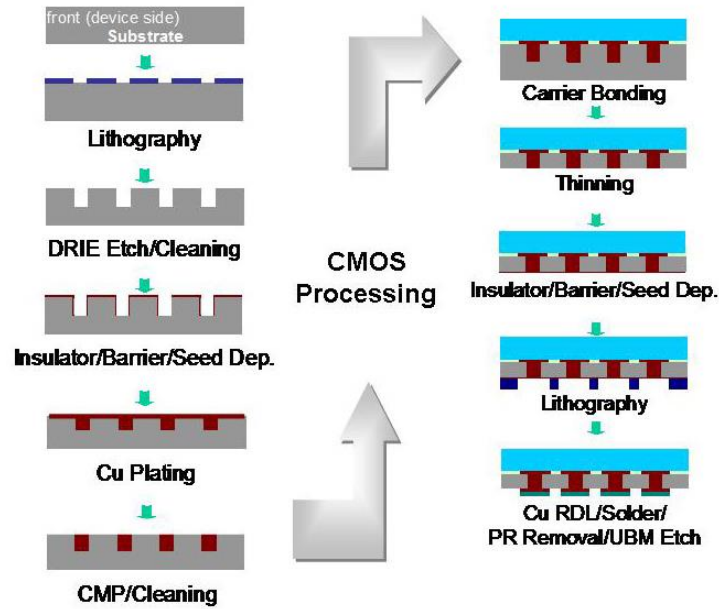 front (device side)
Substrate
Lithography
DRIE Etch/Cleaning
Insulator/Barrier/Seed Dep.
Cu Plating
CMP/Cleaning
CMOS
Processing
Carrier Bonding
Thinning
Insulator/Barrier/Seed Dep.
Lithography
Cu RDL/Solder/
PR Removal/UBM Etch